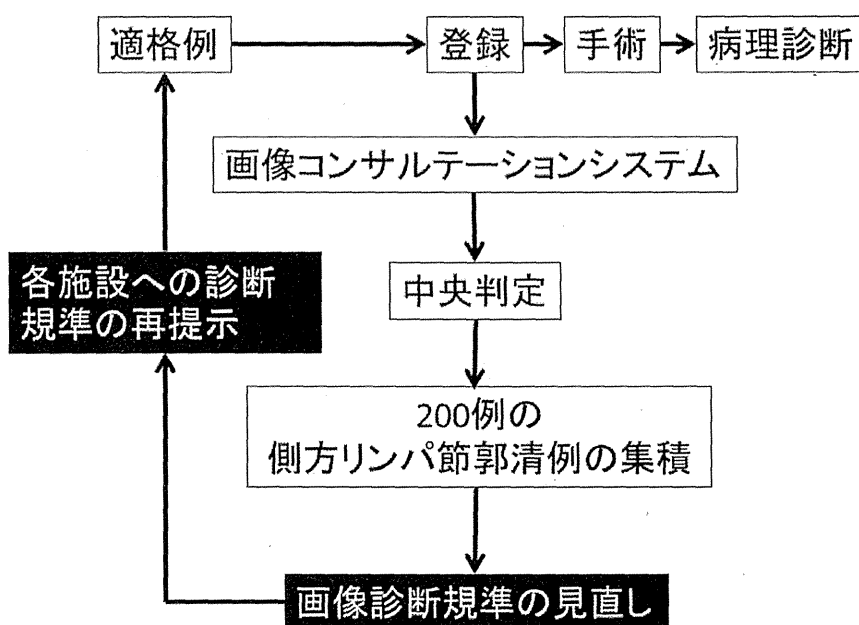 適格例
登録
手術
病理診断
画像コンサルテーションシステム
中央判定
各施設への診断
規準の再提示
200例の
側方リンパ節郭清例の集積
画像診断規準の見直し